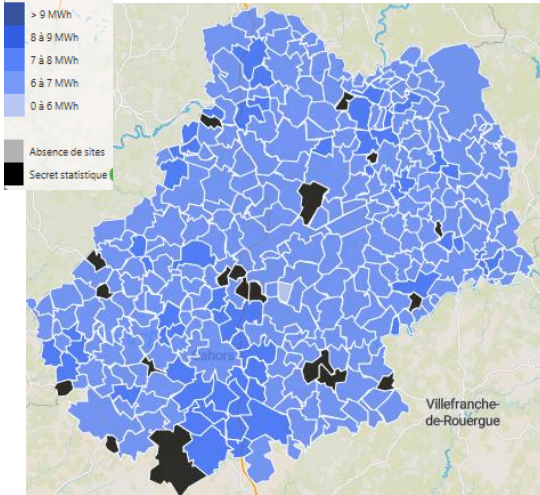 > 9 MWh
8 à 9 MWh
7 à 8 MWh
6 à 7 MWh
0 à 6 MWh
Absence de sites
Secret statistique
Cahors
Villefranche-
de-Rouergue